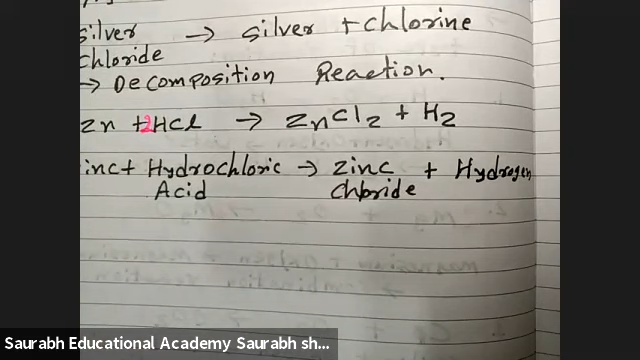 silver → silver + chlorine
chloride
→ Decomposition Reaction.
Zn + 2HCl → ZnCl2 + H2
inc + Hydrochloric → Zinc + Hydrogen
Acid Chloride
Saurabh Educational Academy Saurabh sh...